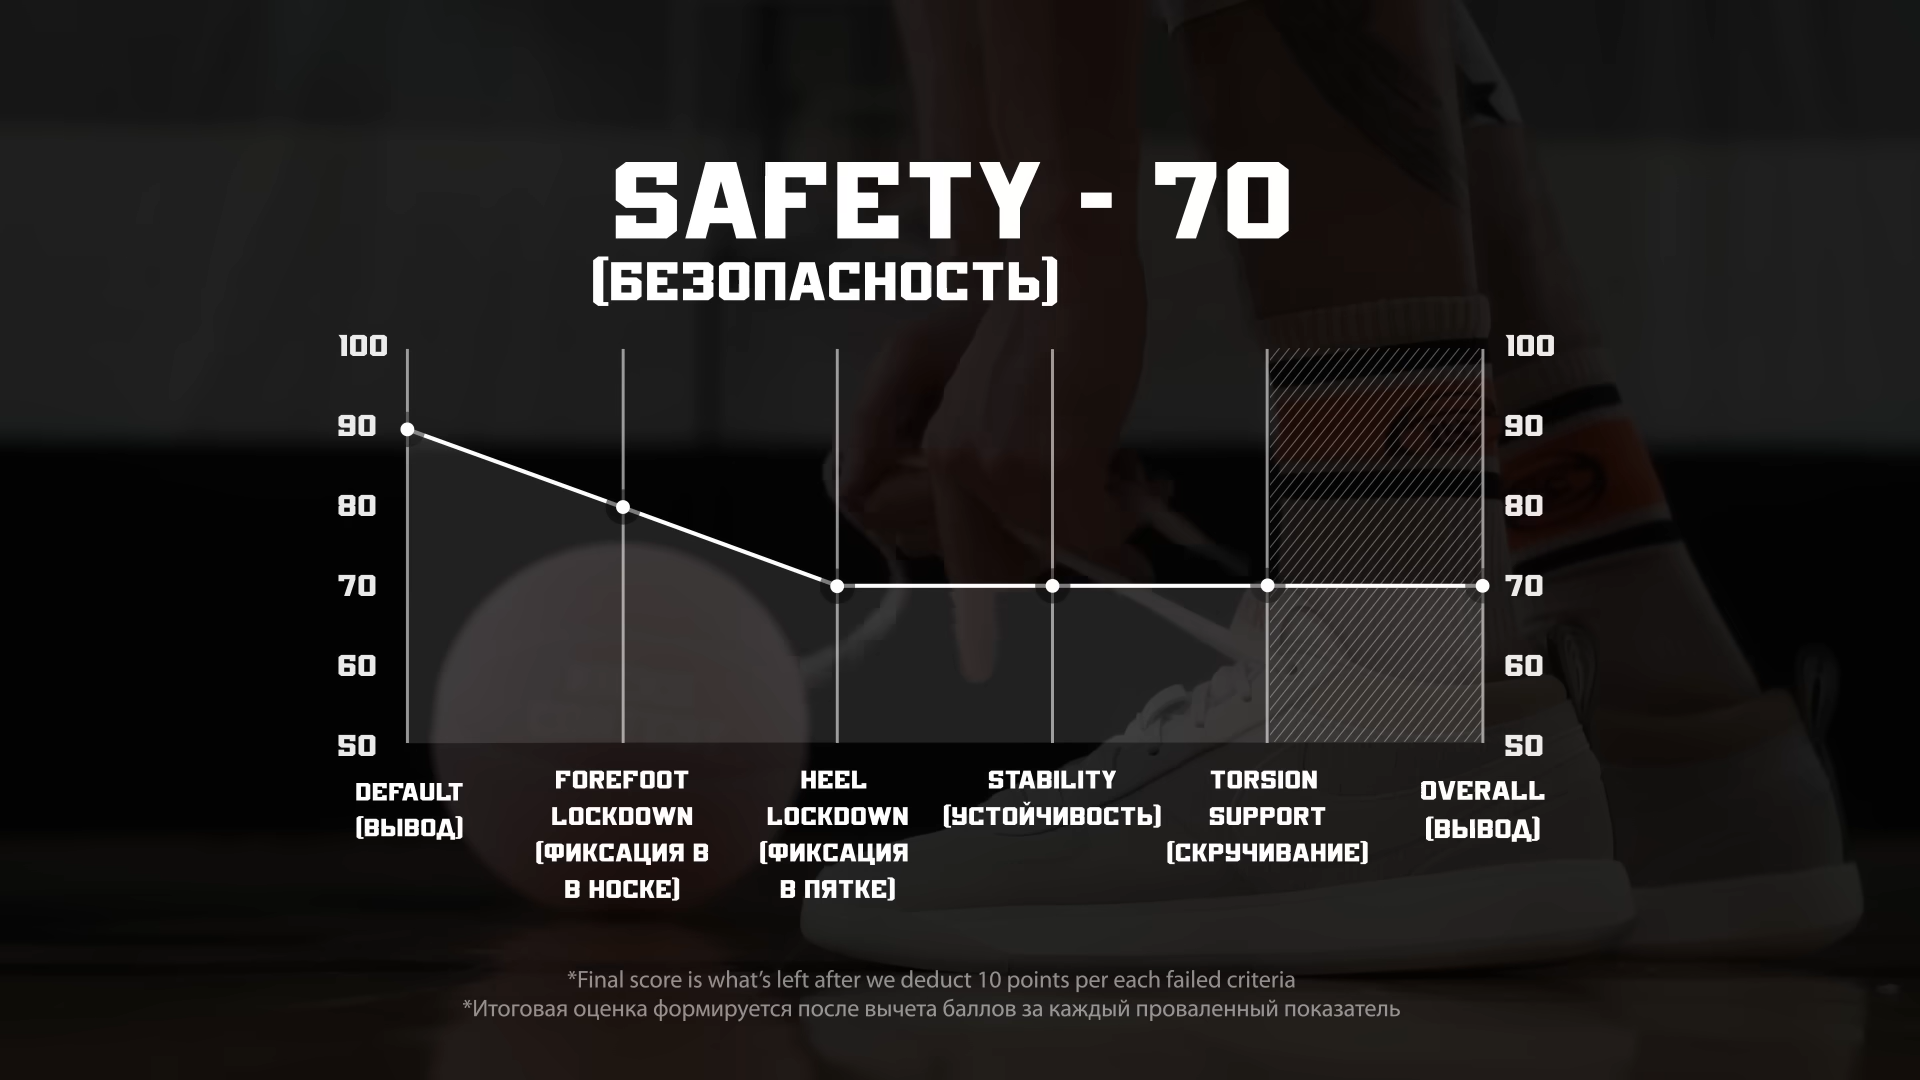 SAFETY - 70
(БЕЗОПАСНОСТЬ)
100
90
80
70
60
50
100
90
80
70
60
50
DEFAULT
(ВЫВОД)
FOREFOOT
LOCKDOWN
(ФИКСАЦИЯ В
В НОСКЕ)
HEEL
LOCKDOWN
(ФИКСАЦИЯ
В ПЯТКЕ)
STABILITY
(УСТОЙЧИВОСТЬ)
TORSION
SUPPORT
(СКРУЧИВАНИЕ)
OVERALL
(ВЫВОД)
*Final score is what's left after we deduct 10 points per each failed criteria
*Итоговая оценка формируется после вычета баллов за каждый проваленный показатель